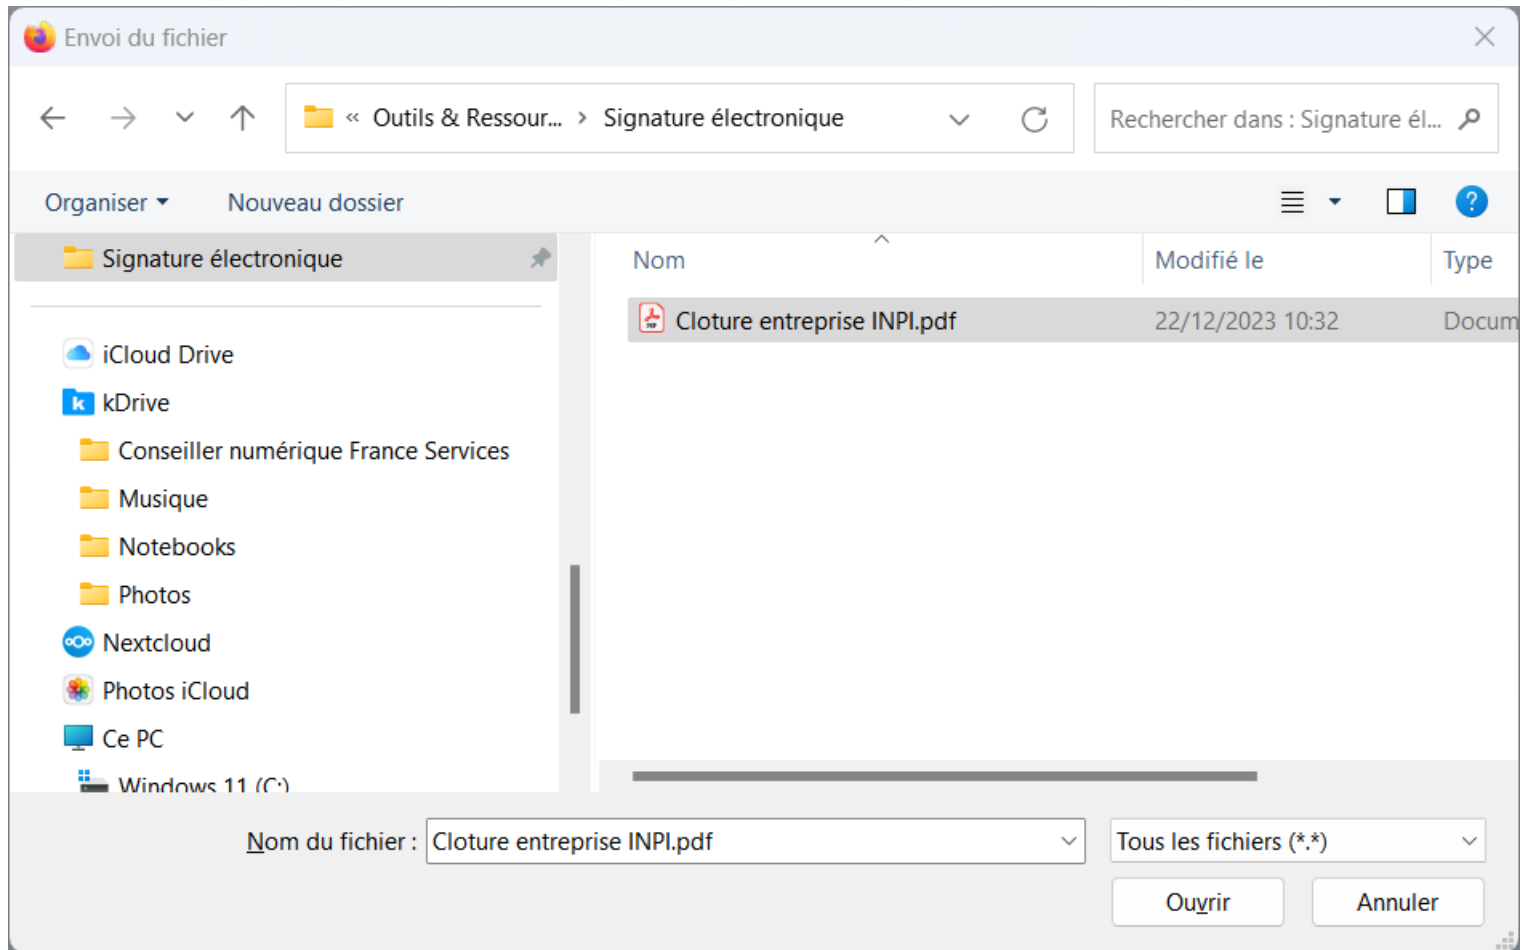 Envoi du fichier
« Outils & Ressour... > Signature électronique
Rechercher dans : Signature él...
Organiser
Nouveau dossier
Signature électronique
Nom
Modifié le
Type
Cloture entreprise INPI.pdf
22/12/2023 10:32
Docum
iCloud Drive
kDrive
Conseiller numérique France Services
Musique
Notebooks
Photos
Nextcloud
Photos iCloud
Ce PC
Windows 11 (C:)
Nom du fichier : Cloture entreprise INPI.pdf
Tous les fichiers (*.*)
Ouvrir
Annuler